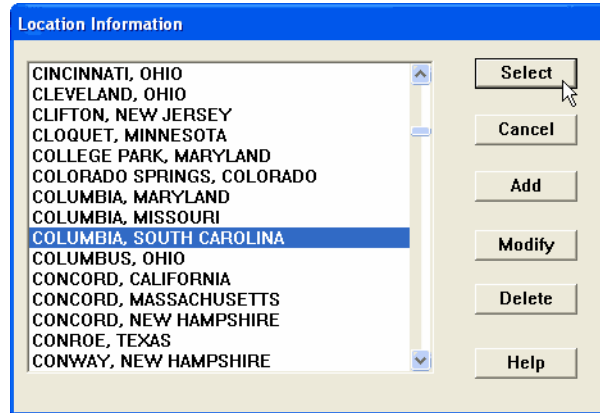 Location Information
CINCINNATI, OHIO
CLEVELAND, OHIO
CLIFTON, NEW JERSEY
CLOQUET, MINNESOTA
COLLEGE PARK, MARYLAND
COLORADO SPRINGS, COLORADO
COLUMBIA, MARYLAND
COLUMBIA, MISSOURI
COLUMBIA, SOUTH CAROLINA
COLUMBUS, OHIO
CONCORD, CALIFORNIA
CONCORD, MASSACHUSETTS
CONCORD, NEW HAMPSHIRE
CONROE, TEXAS
CONWAY, NEW HAMPSHIRE
Select
Cancel
Add
Modify
Delete
Help